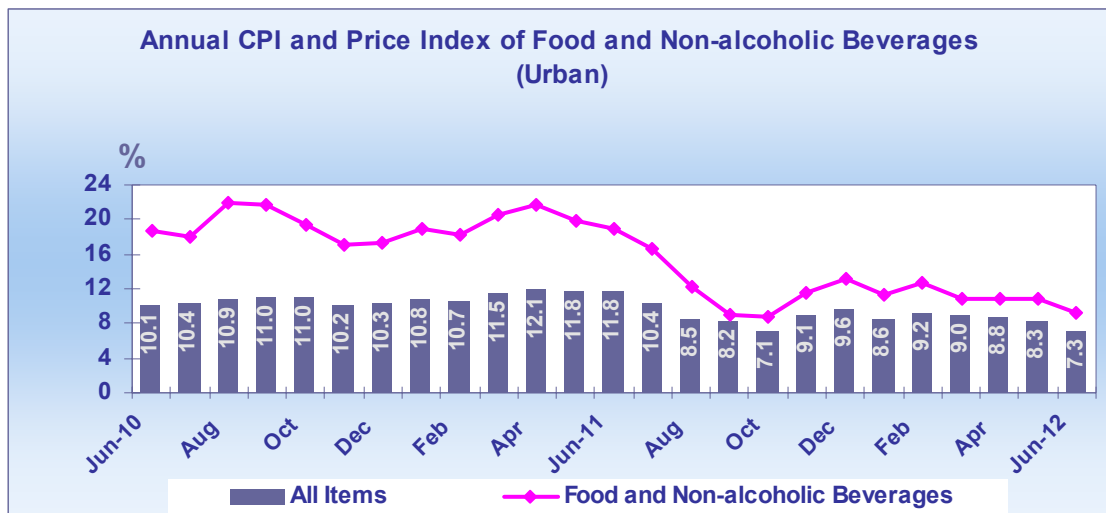 Annual CPI and Price Index of Food and Non-alcoholic Beverages
(Urban)
%
24
20
16
12
8
4
0
10.1 10.4 10.9 11.0 11.0 10.2 10.3 10.8 10.7 11.5 12.1 11.8 11.8 10.4 8.5 8.2 7.1 9.1 9.6 8.6 9.2 9.0 8.8 8.3 7.3
Jun-10 Aug Oct Dec Feb Apr Jun-11 Aug Oct Dec Feb Apr Jun-12
All Items Food and Non-alcoholic Beverages